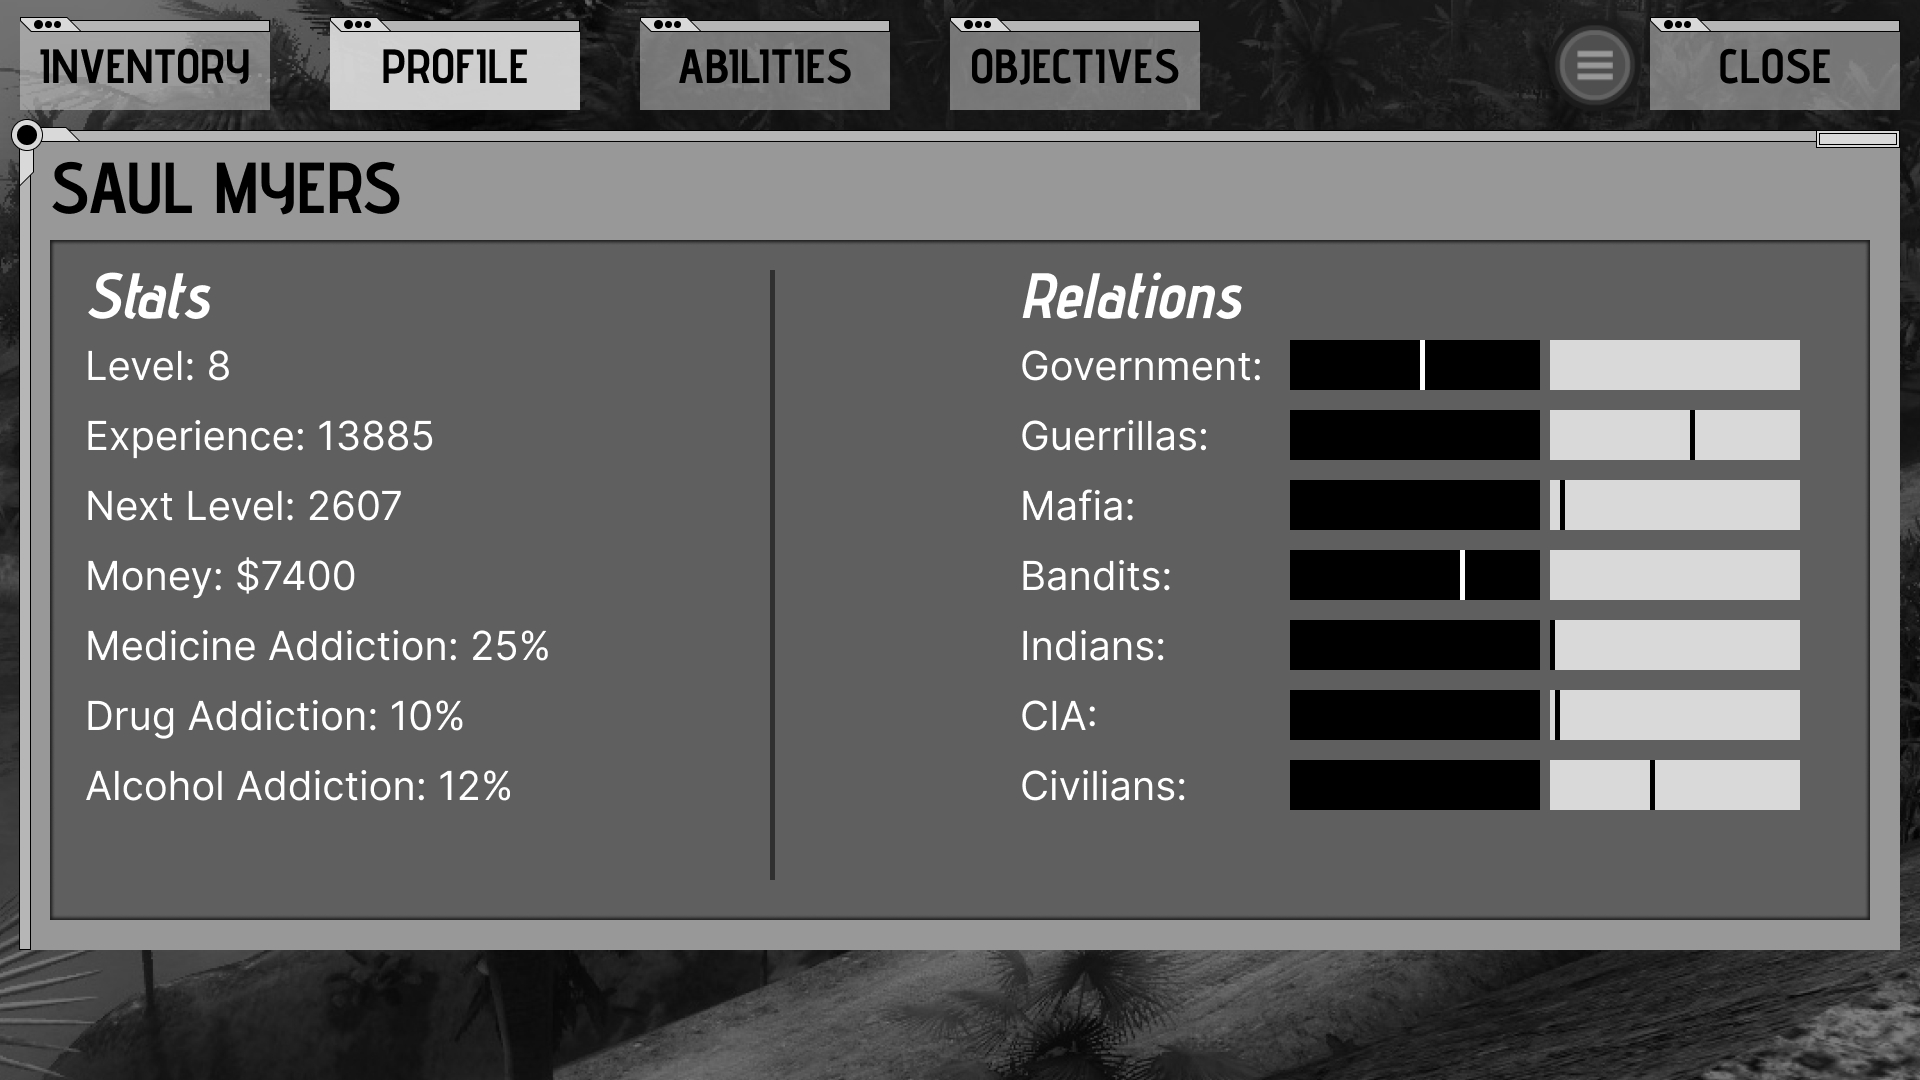 INVENTORY
PROFILE
ABILITIES
OBJECTIVES
CLOSE
SAUL MYERS
Stats
Level: 8
Experience: 13885
Next Level: 2607
Money: $7400
Medicine Addiction: 25%
Drug Addiction: 10%
Alcohol Addiction: 12%
Relations
Government:
Guerrillas:
Mafia:
Bandits:
Indians:
CIA:
Civilians: